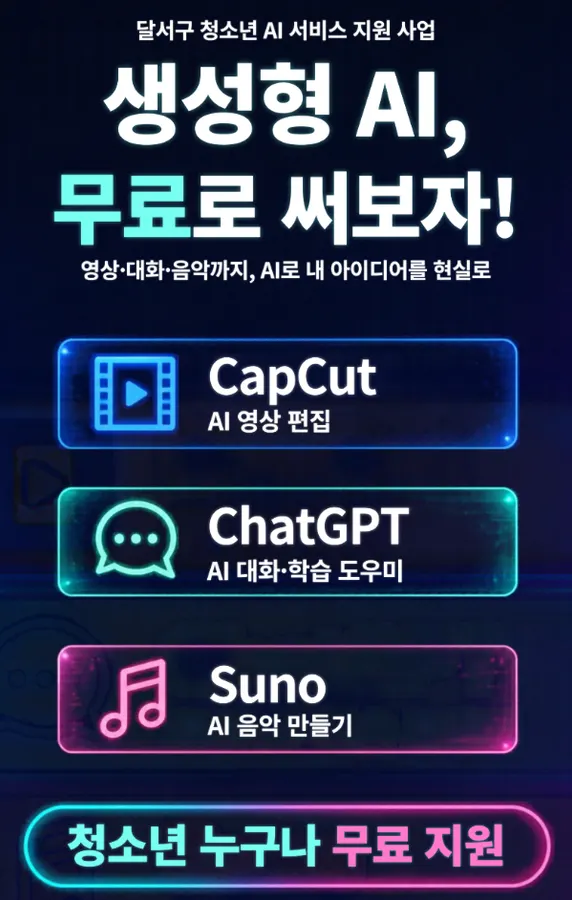 달서구 청소년 AI 서비스 지원 사업
생성형 AI,
무료로 써보자!
영상·대화·음악까지, AI로 내 아이디어를 현실로
CapCut
AI 영상 편집
ChatGPT
AI 대화·학습 도우미
Suno
AI 음악 만들기
청소년 누구나 무료 지원